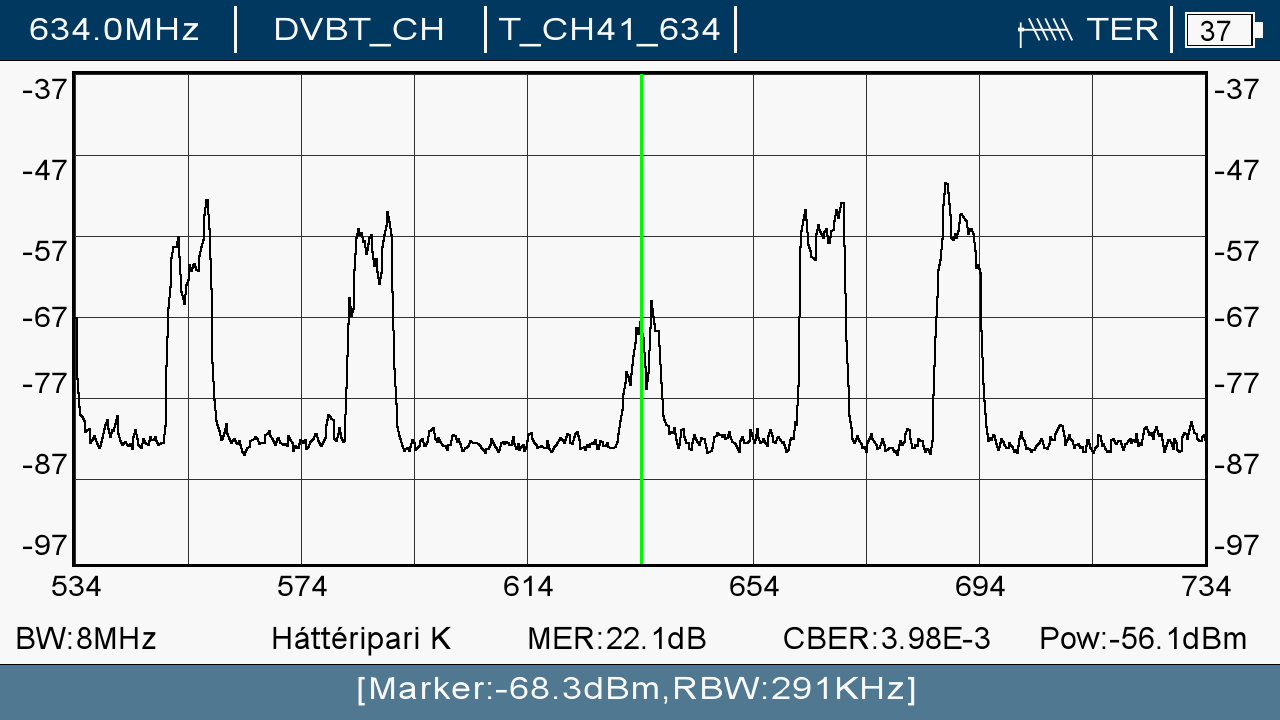 634.0MHz DVBT_CH T_CH41_634 TER 37
-37 -37
-47 -47
-57 -57
-67 -67
-77 -77
-87 -87
-97 -97
534 574 614 654 694 734
BW:8MHz Háttéripari K MER:22.1dB CBER:3.98E-3 Pow:-56.1dBm
[Marker:-68.3dBm,RBW:291KHz]